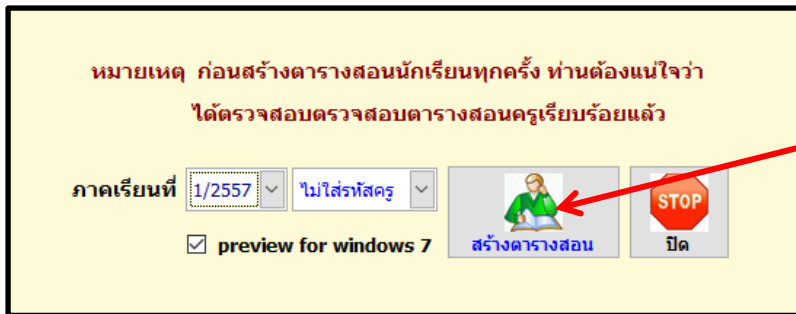 หมายเหตุ ก่อนสร้างตารางสอนนักเรียนทุกครั้ง ท่านต้องแน่ใจว่า
ได้ตรวจสอบตรวจสอบตารางสอนครูเรียบร้อยแล้ว
ภาคเรียนที่ 1/2557 ไม่ใส่รหัสครู
STOP
preview for windows 7 สร้างตารางสอน ปิด